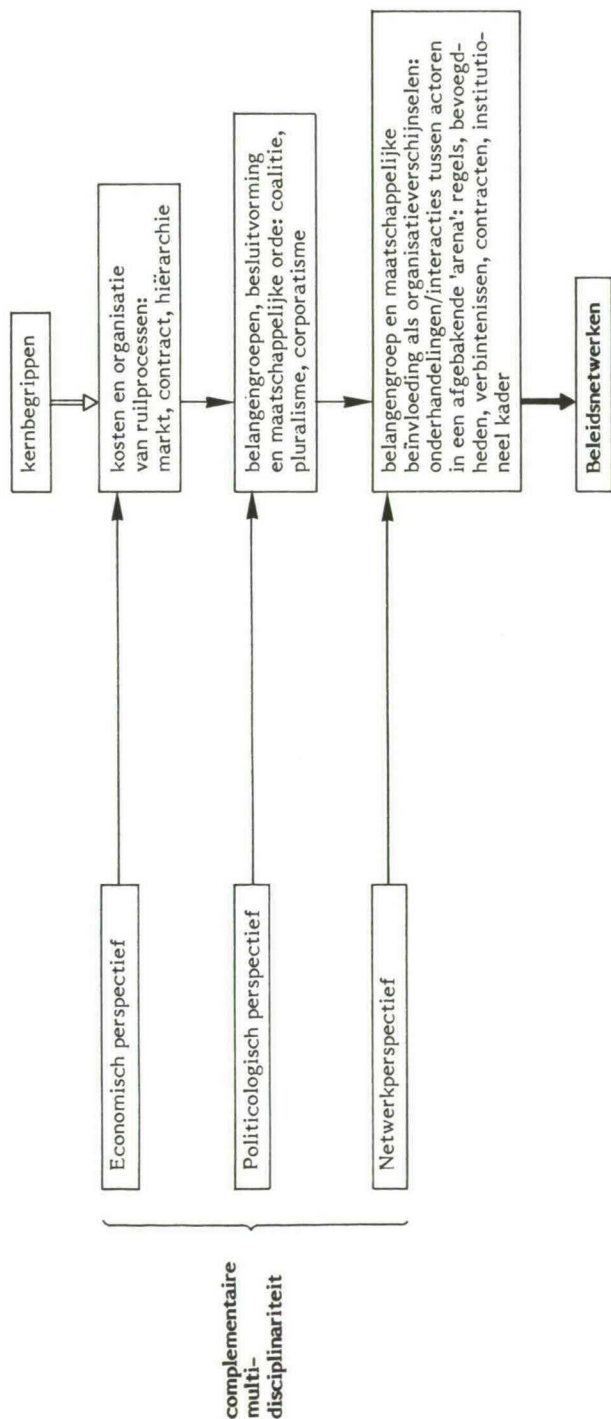 kernbegrippen
Economisch perspectief
kosten en organisatie
van ruilprocessen:
markt, contract, hiërarchie
complementaire
multi-
disciplinariteit
Politicologisch perspectief
belangengroepen, besluitvorming
en maatschappelijke orde: coalitie,
pluralisme, corporatisme
Netwerkperspectief
belangengroep en maatschappelijke
beïnvloeding als organisatieverschijnselen:
onderhandelingen/interacties tussen actoren
in een afgebakende 'arena': regels, bevoegd-
heden, verbintenissen, contracten, institutio-
neel kader
Beleidsnetwerken